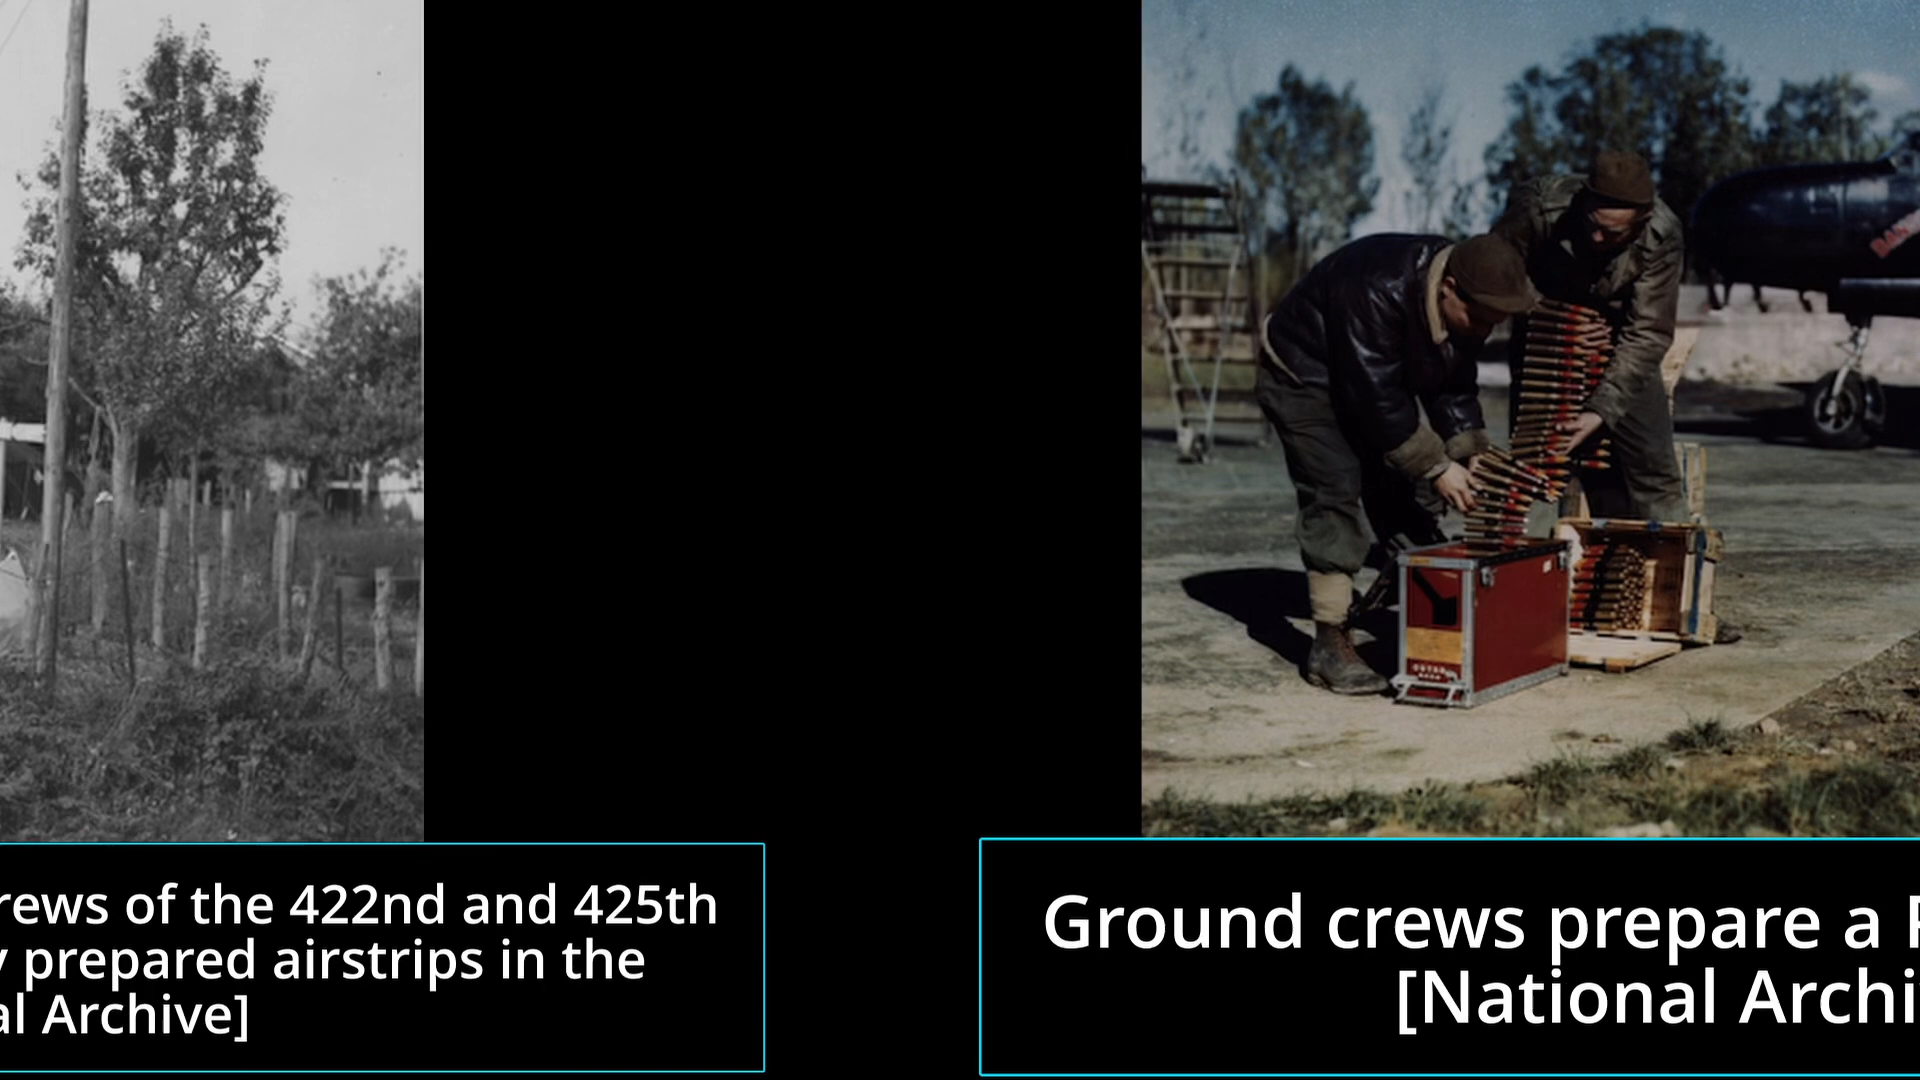 rews of the 422nd and 425th
prepared airstrips in the
al Archive]
Ground crews prepare a
[National Archi